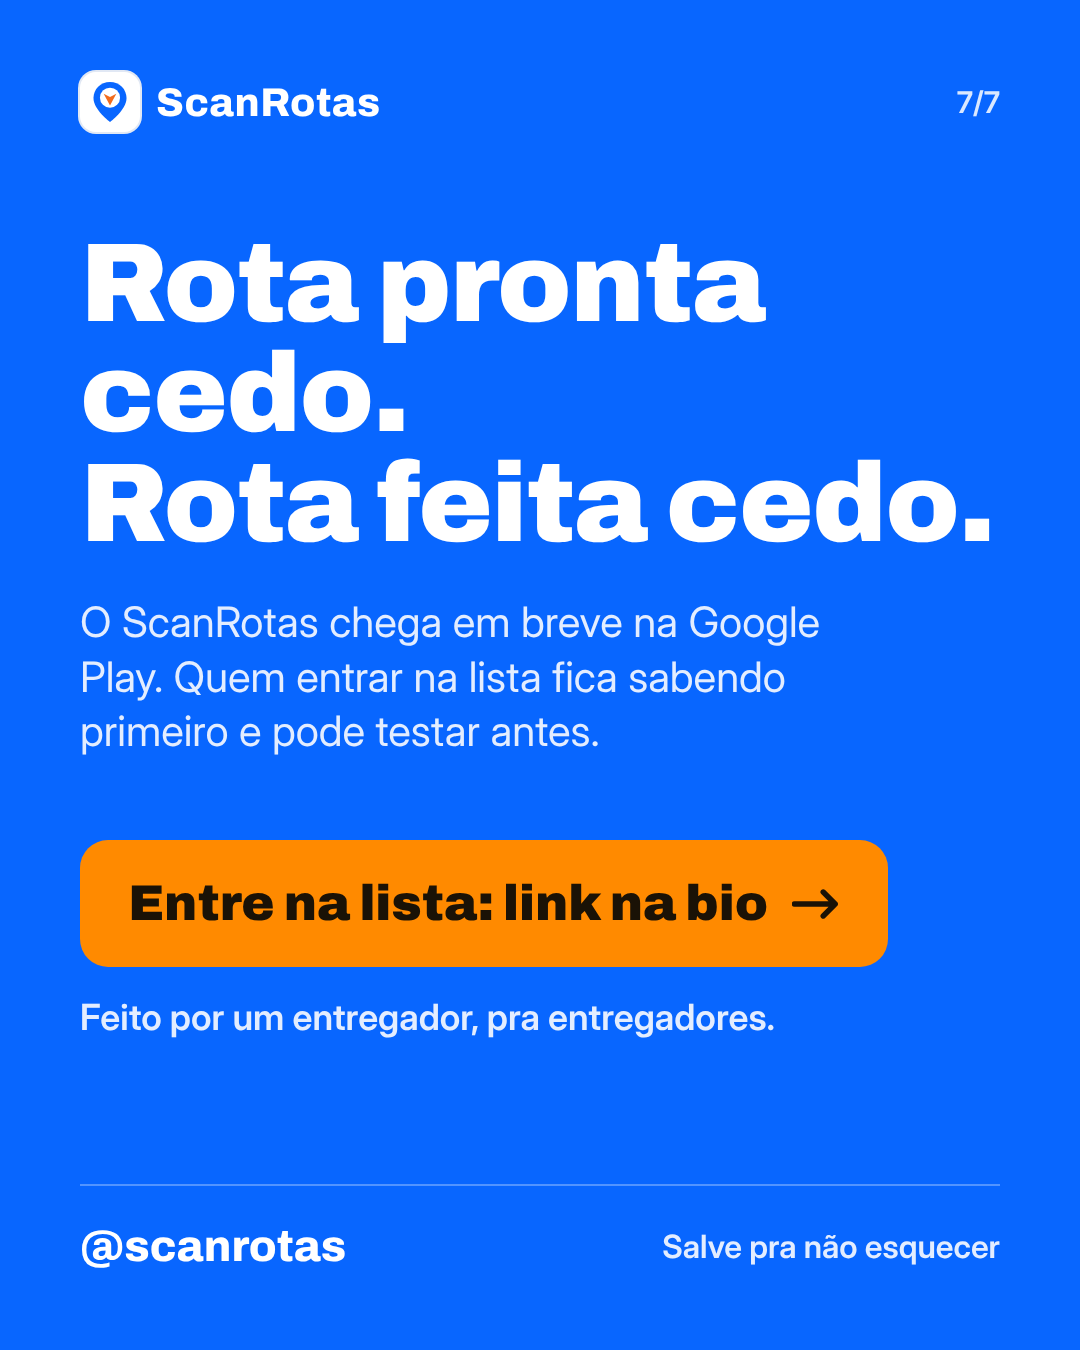 ScanRotas
7/7
Rota pronta
cedo.
Rota feita cedo.
O ScanRotas chega em breve na Google
Play. Quem entrar na lista fica sabendo
primeiro e pode testar antes.
Entre na lista: link na bio →
Feito por um entregador, pra entregadores.
@scanrotas
Salve pra não esquecer